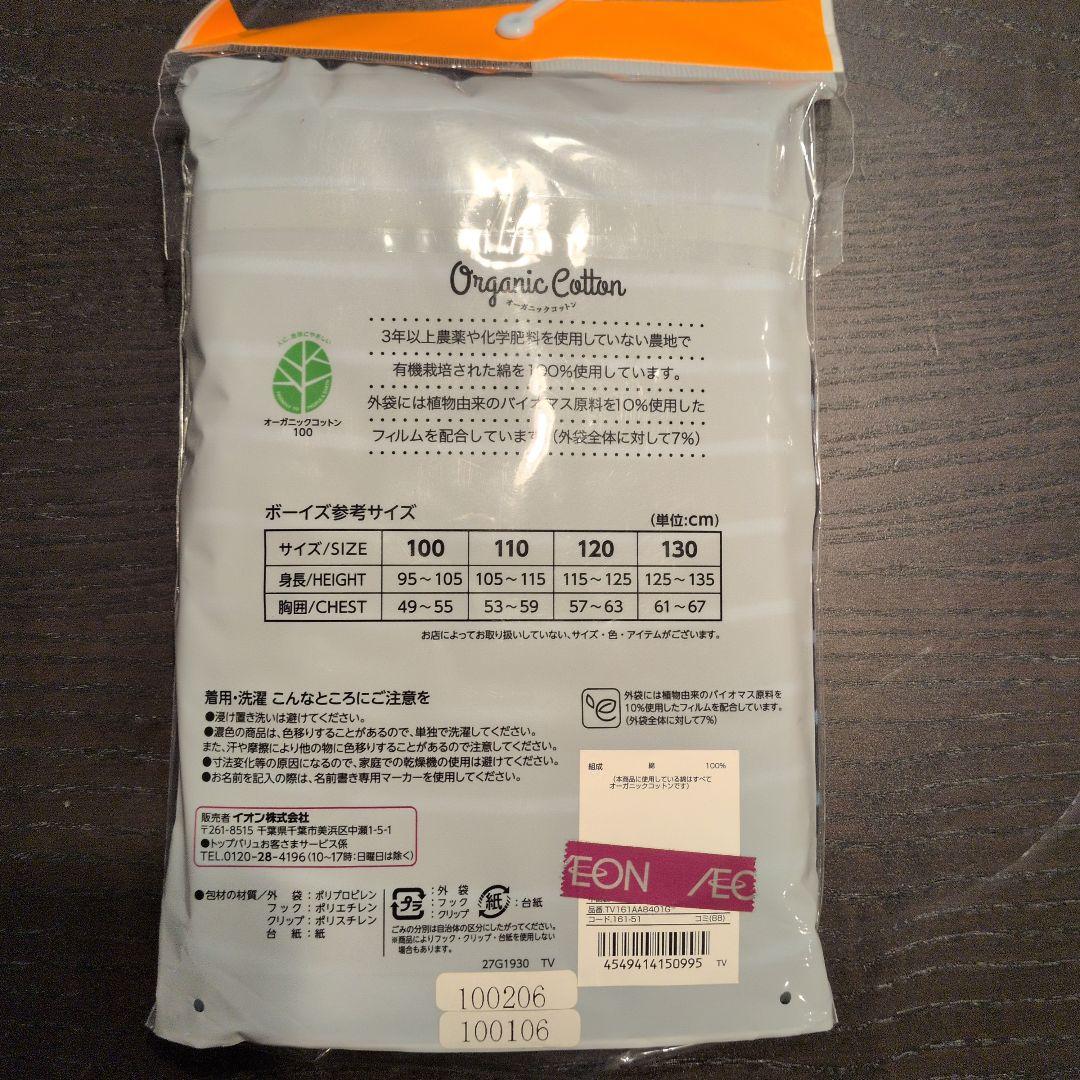 Organic Cotton
オーガニックコットン
3年以上農薬や化学肥料を使用していない農地で
有機栽培された綿を100%使用しています。
外袋には植物由来のバイオマス原料を10%使用した
フィルムを配合しています (外袋全体に対して7%)
オーガニックコットン
100
ボーイズ参考サイズ (単位:cm)
サイズ/SIZE 100 110 120 130
身長/HEIGHT 95~105 105~115 115~125 125~135
胸囲/CHEST 49~55 53~59 57~63 61~67
お店によってお取り扱いしていない、サイズ・色・アイテムがございます。
着用・洗濯 こんなところにご注意を
●浸け置き洗いは避けてください。
●濃色の商品は、色移りすることがあるので、単独で洗濯してください。
また、汗や摩擦により他の物に色移りすることがあるので注意してください。
●寸法変化等の原因になるので、家庭での乾燥機の使用は避けてください。
●お名前を記入の際は、名前書き専用マーカーを使用してください。
外袋には植物由来のバイオマス原料を
10%使用したフィルムを配合しています。
(外袋全体に対して7%)
組成 綿 100%
(本商品に使用している綿はすべて
オーガニックコットンです)
販売者 イオン株式会社
〒261-8515 千葉県千葉市美浜区中瀬1-5-1
●トップバリュお客さまサービス係
TEL.0120-28-4196(10~17時:日曜日は除く)
ÆON ÆO
品番.TV161AAB401G
コード.161-51 コミ(88)
4549414150995 TV
●包材の材質/外 袋:ポリプロピレン
フック:ポリエチレン
クリップ:ポリスチレン
台 紙:紙
プラ :外 袋
:フック
:クリップ
紙 :台紙
ごみの分別は自治体の区分にしたがってください。
※商品によりフック・クリップ・台紙を使用しない
場合もあります。
27G1930 TV
100206
100106